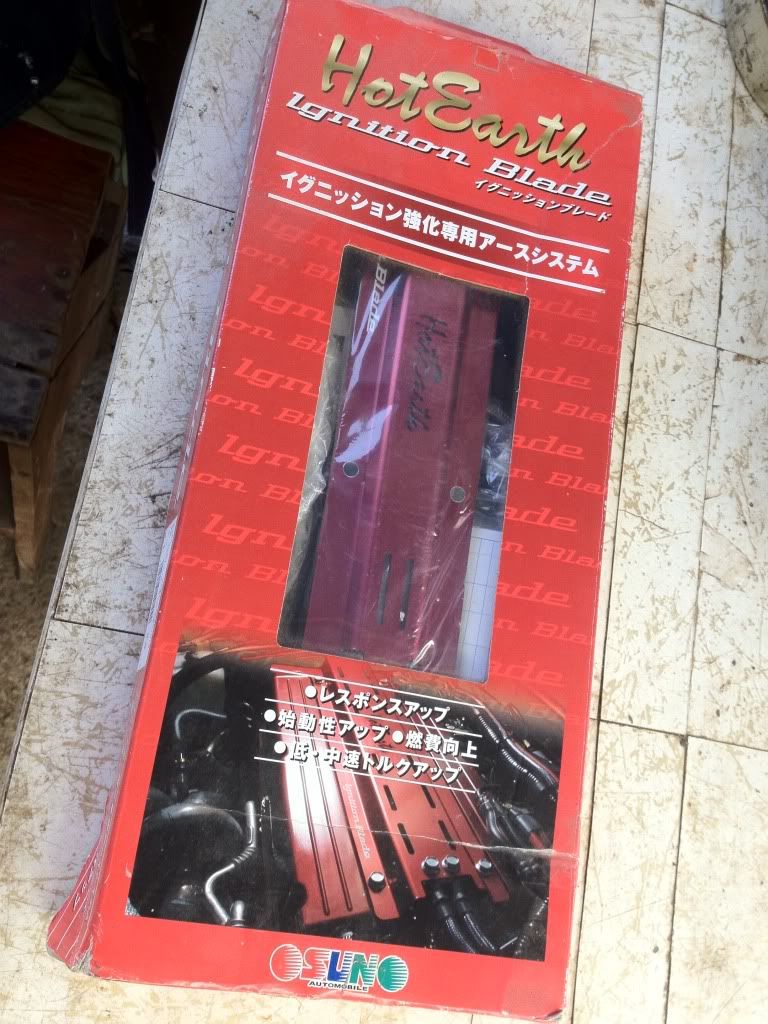 HotEarth
Ignition Blade
イグニッションブレード
イグニッション強化専用アースシステム
Blade
HotEarth
●レスポンスアップ
●始動性アップ ●燃費向上
●低・中速トルクアップ
Ignition Blade
SUN
AUTOMOBILE